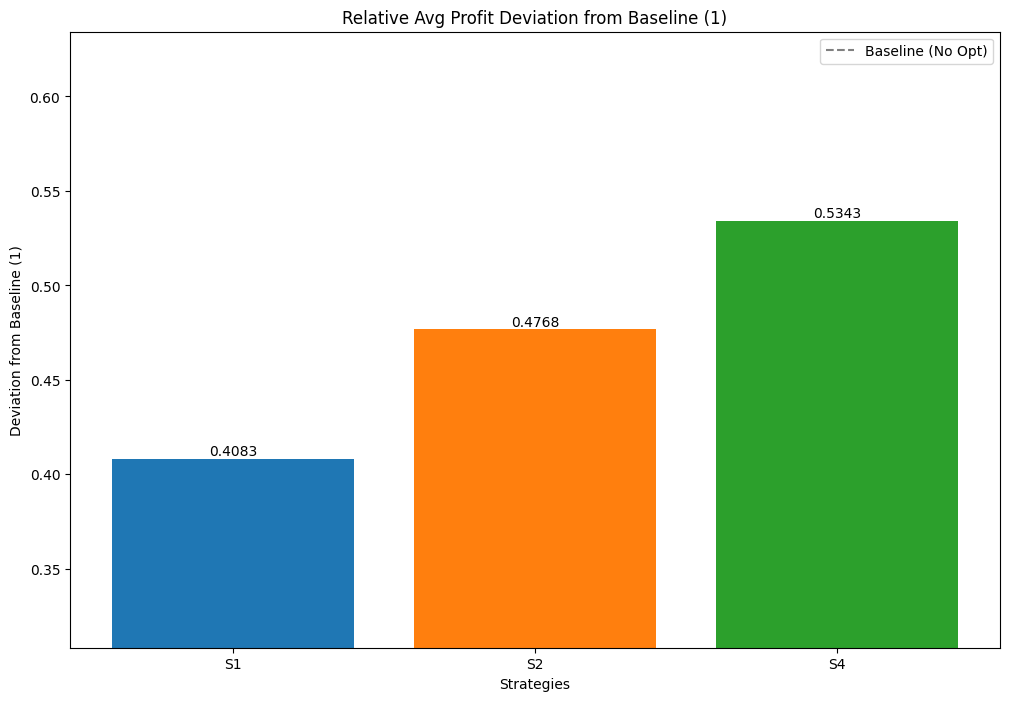 Relative Avg Profit Deviation from Baseline (1)
Baseline (No Opt)
Deviation from Baseline (1)
0.60
0.55
0.50
0.45
0.40
0.35
0.4083
0.4768
0.5343
S1
S2
S4
Strategies